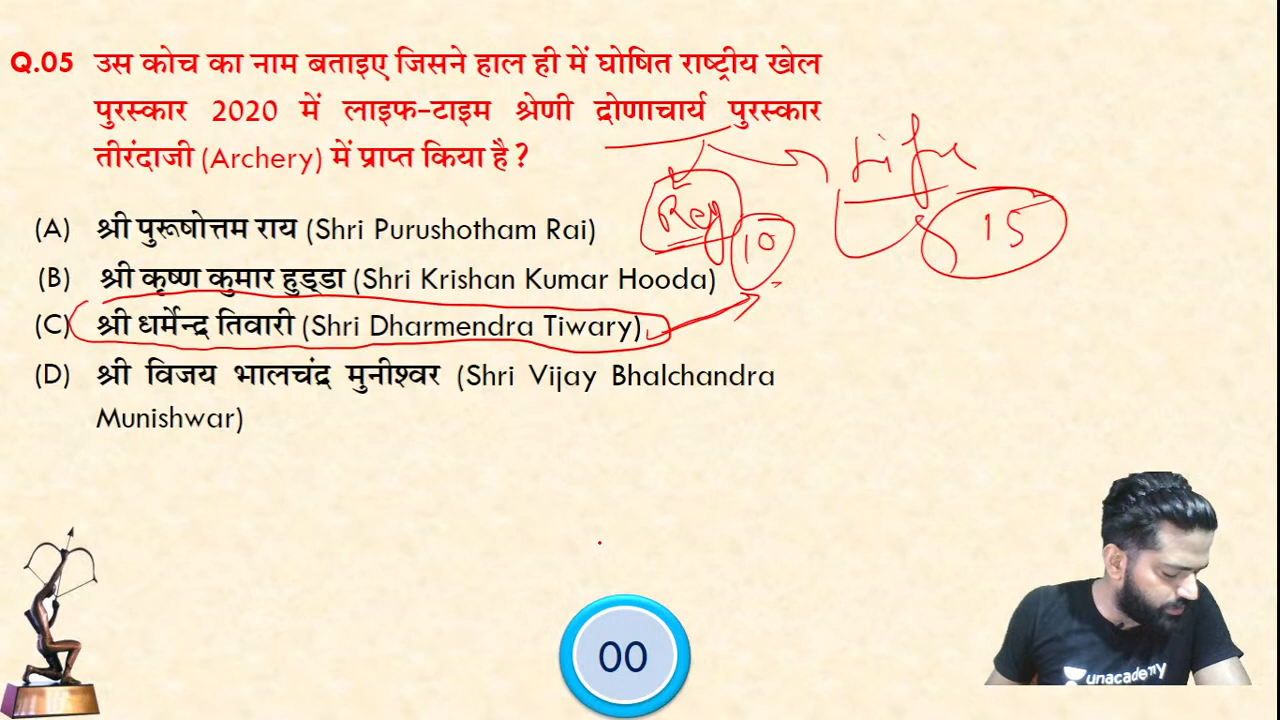 Q.05 उस कोच का नाम बताइए जिसने हाल ही में घोषित राष्ट्रीय खेल
पुरस्कार 2020 में लाइफ-टाइम श्रेणी द्रोणाचार्य पुरस्कार
तीरंदाजी (Archery) में प्राप्त किया है ?
Life
Reg
10
15
(A) श्री पुरूषोत्तम राय (Shri Purushotham Rai)
(B) श्री कृष्ण कुमार हुड्डा (Shri Krishan Kumar Hooda)
(C) श्री धर्मेन्द्र तिवारी (Shri Dharmendra Tiwary)
(D) श्री विजय भालचंद्र मुनीश्वर (Shri Vijay Bhalchandra
Munishwar)
00
unacademy